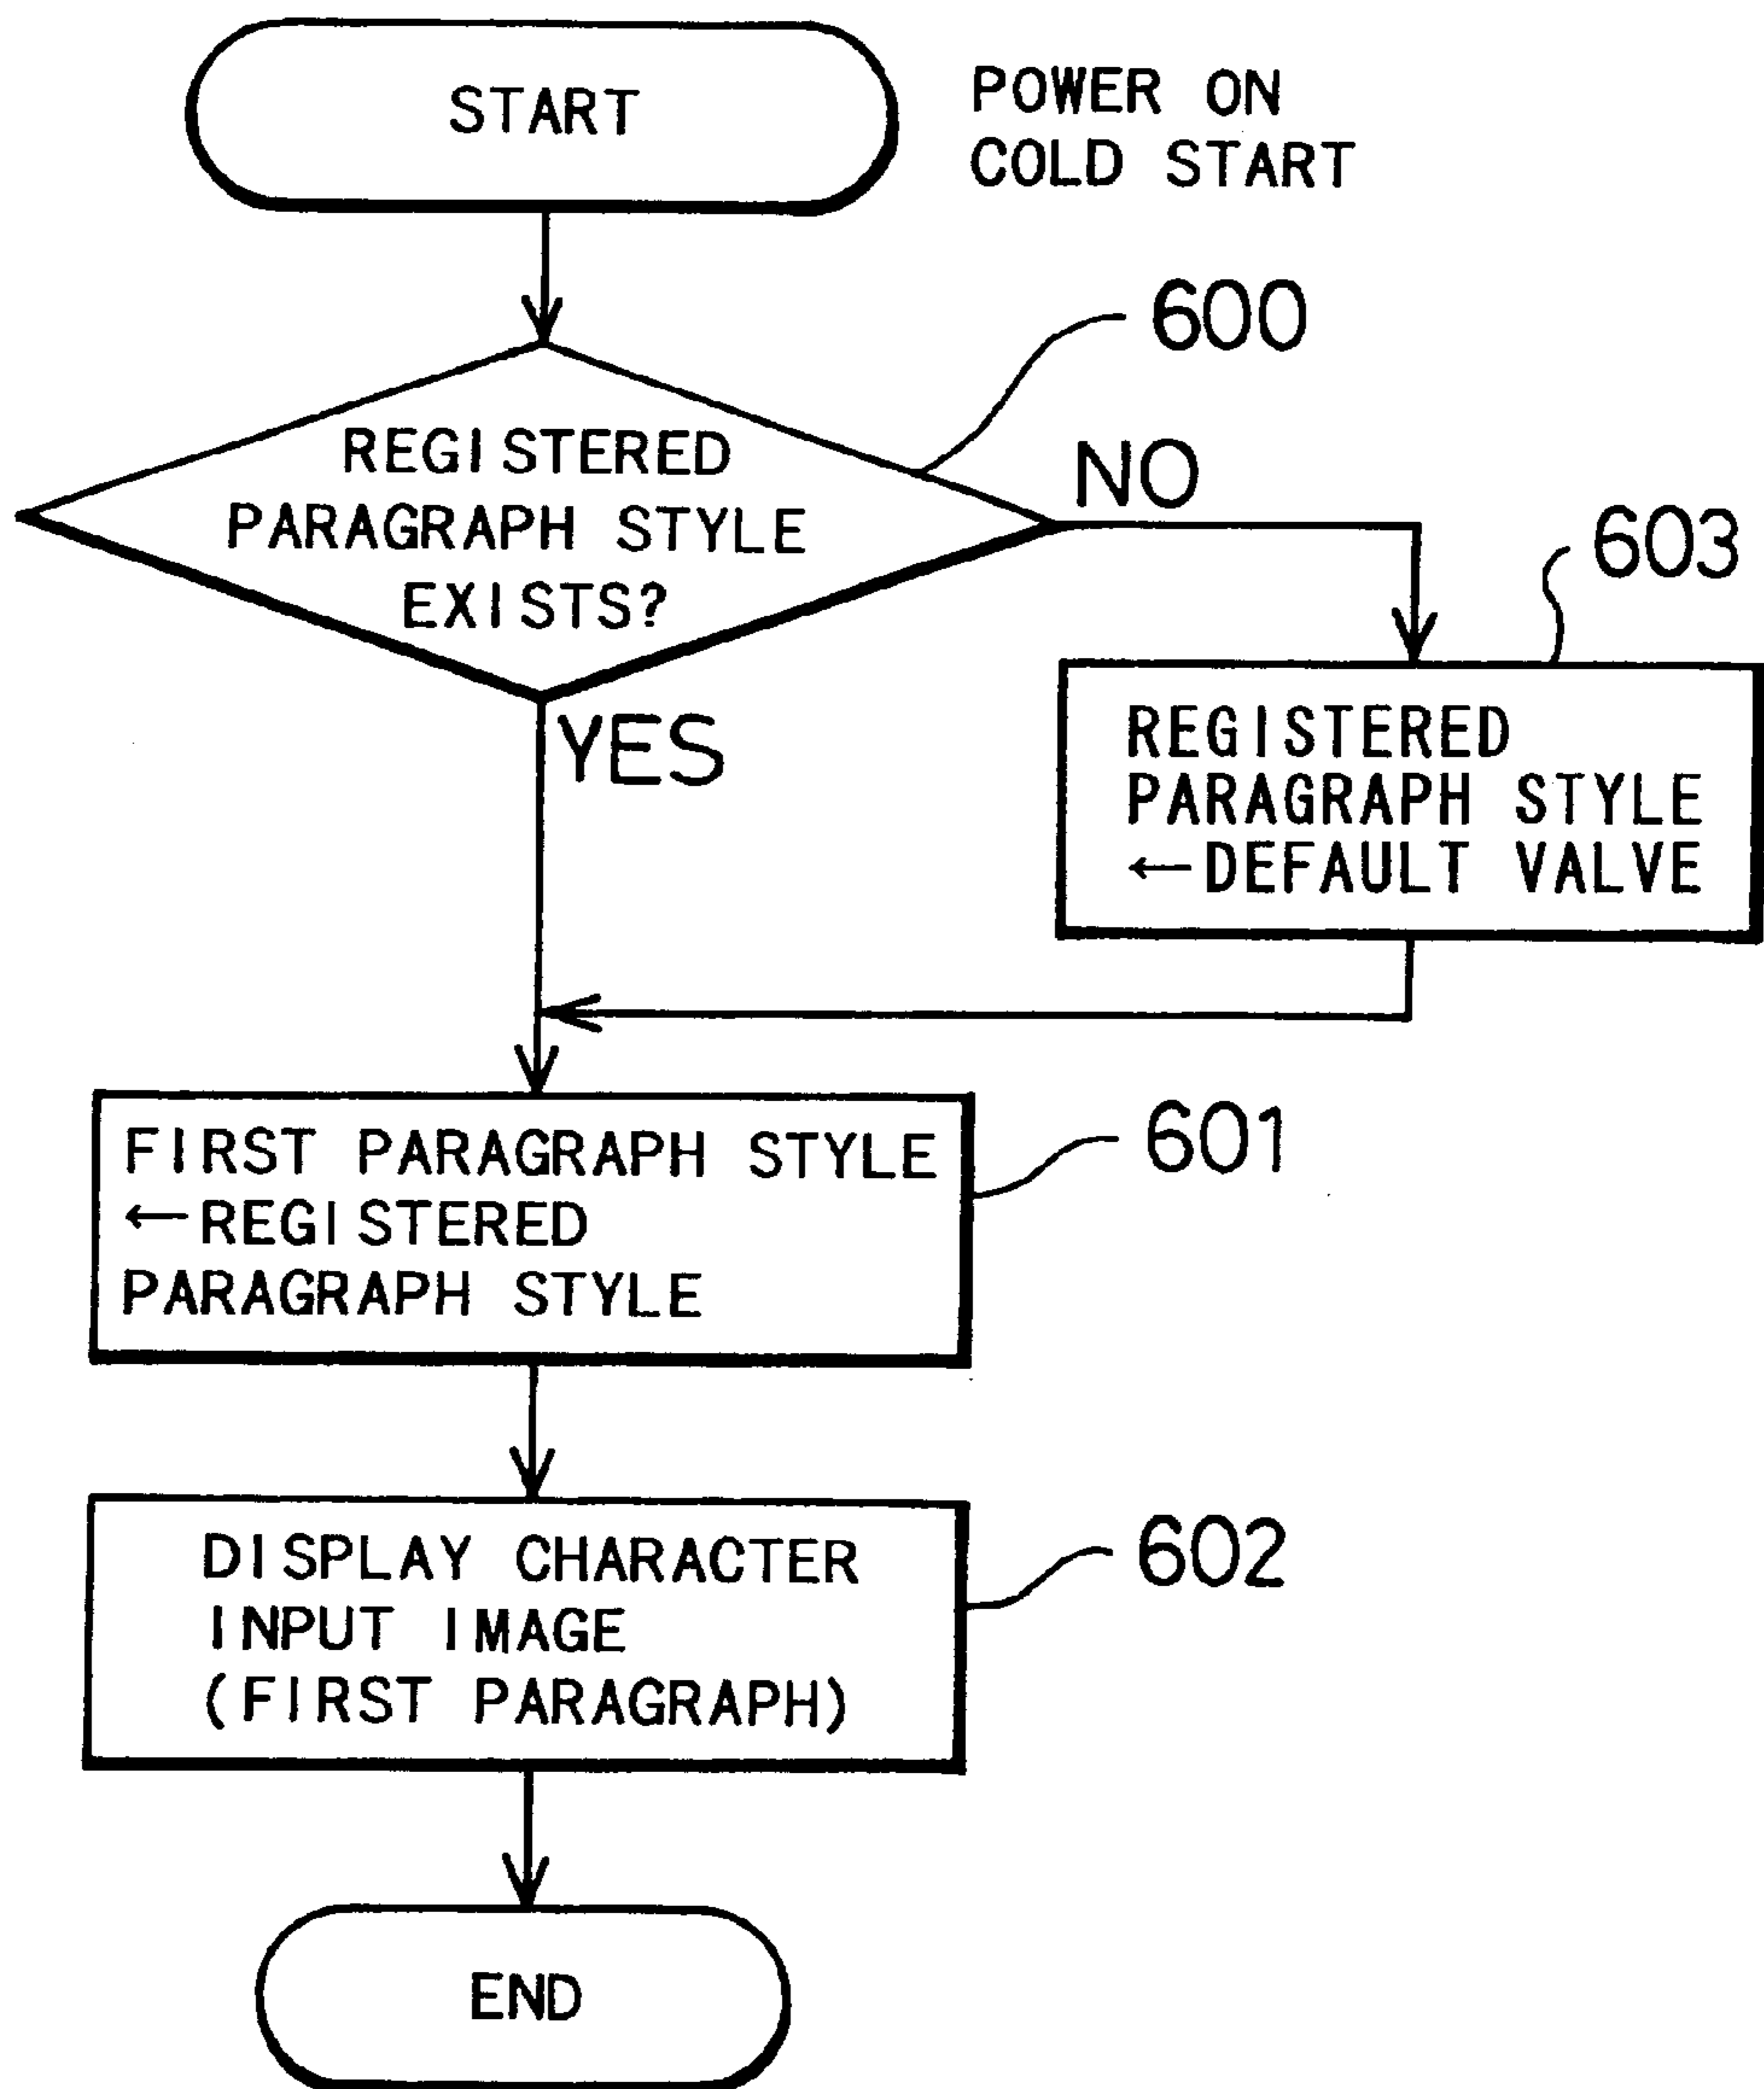 START
POWER ON
COLD START
600
REGISTERED
PARAGRAPH STYLE
EXISTS?
NO
603
YES
REGISTERED
PARAGRAPH STYLE
←DEFAULT VALVE
FIRST PARAGRAPH STYLE
←REGISTERED
PARAGRAPH STYLE
601
DISPLAY CHARACTER
INPUT IMAGE
(FIRST PARAGRAPH)
602
END